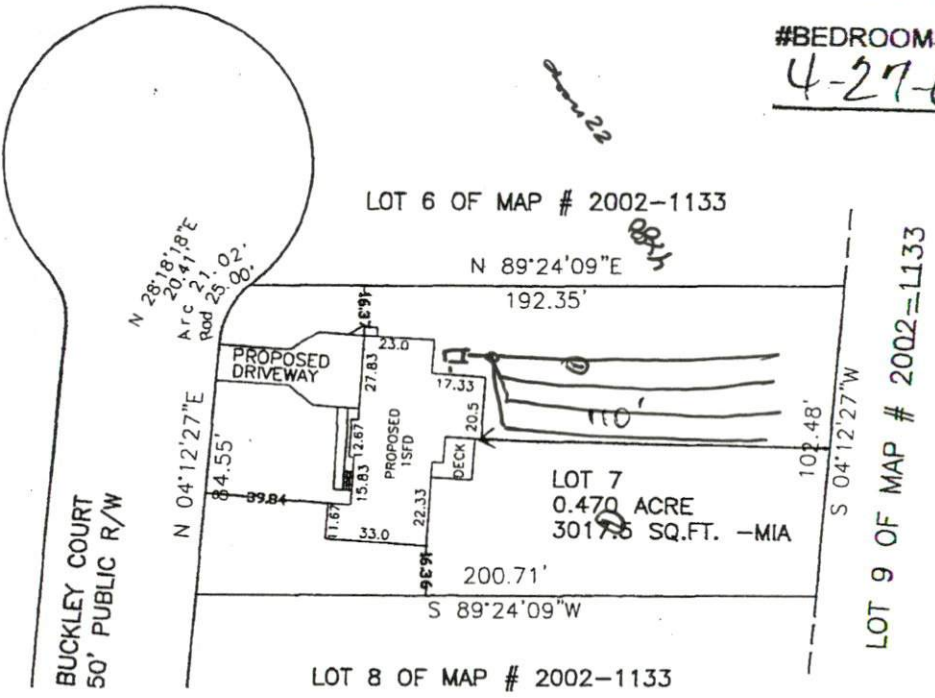 #BEDROOM
4-27-
LOT 6 OF MAP # 2002-1133
N 28°18'18"E
20.41'
Arc 21.02'
Rad 25.00'
N 89°24'09"E
192.35'
16.37
23.0
PROPOSED
DRIVEWAY
27.83
17.33
20.5
110'
12.67
PROPOSED
1SFD
DECK
15.83
22.33
39.84
11.67
33.0
16.36
N 04°12'27"E
84.55'
BUCKLEY COURT
50' PUBLIC R/W
LOT 7
0.470 ACRE
SQ.FT. -MIA
102.48'
S 04°12'27"W
LOT 9 OF MAP # 2002-1133
200.71'
S 89°24'09"W
LOT 8 OF MAP # 2002-1133